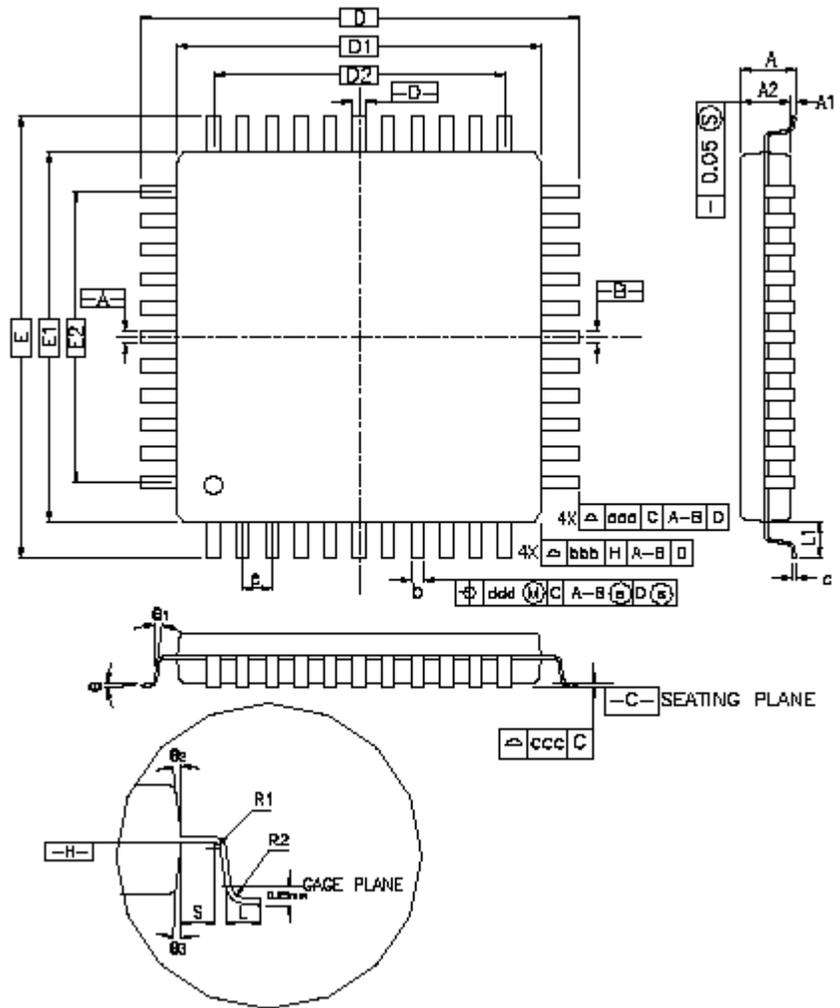 D
D1
D2
-D-
A
A2
A1
- 0.05 Ⓢ
E
E1
E2
-A-
-B-
4X ⌓ aaa C A-B D
4X ⌓ bbb H A-B D
e
b
ddd Ⓜ C A-B Ⓢ D Ⓢ
L1
c
θ1
θ
-C- SEATING PLANE
⌓ ccc C
θ2
R1
R2
-H-
GAGE PLANE
S
L
θ3